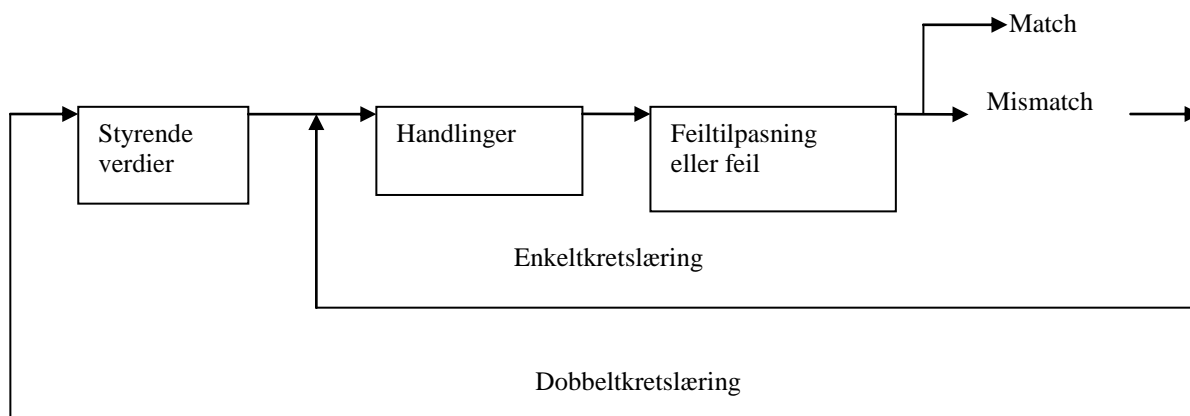 Match
Mismatch
Styrende
verdier
Handlinger
Feiltilpasning
eller feil
Enkeltkretslæring
Dobbeltkretslæring